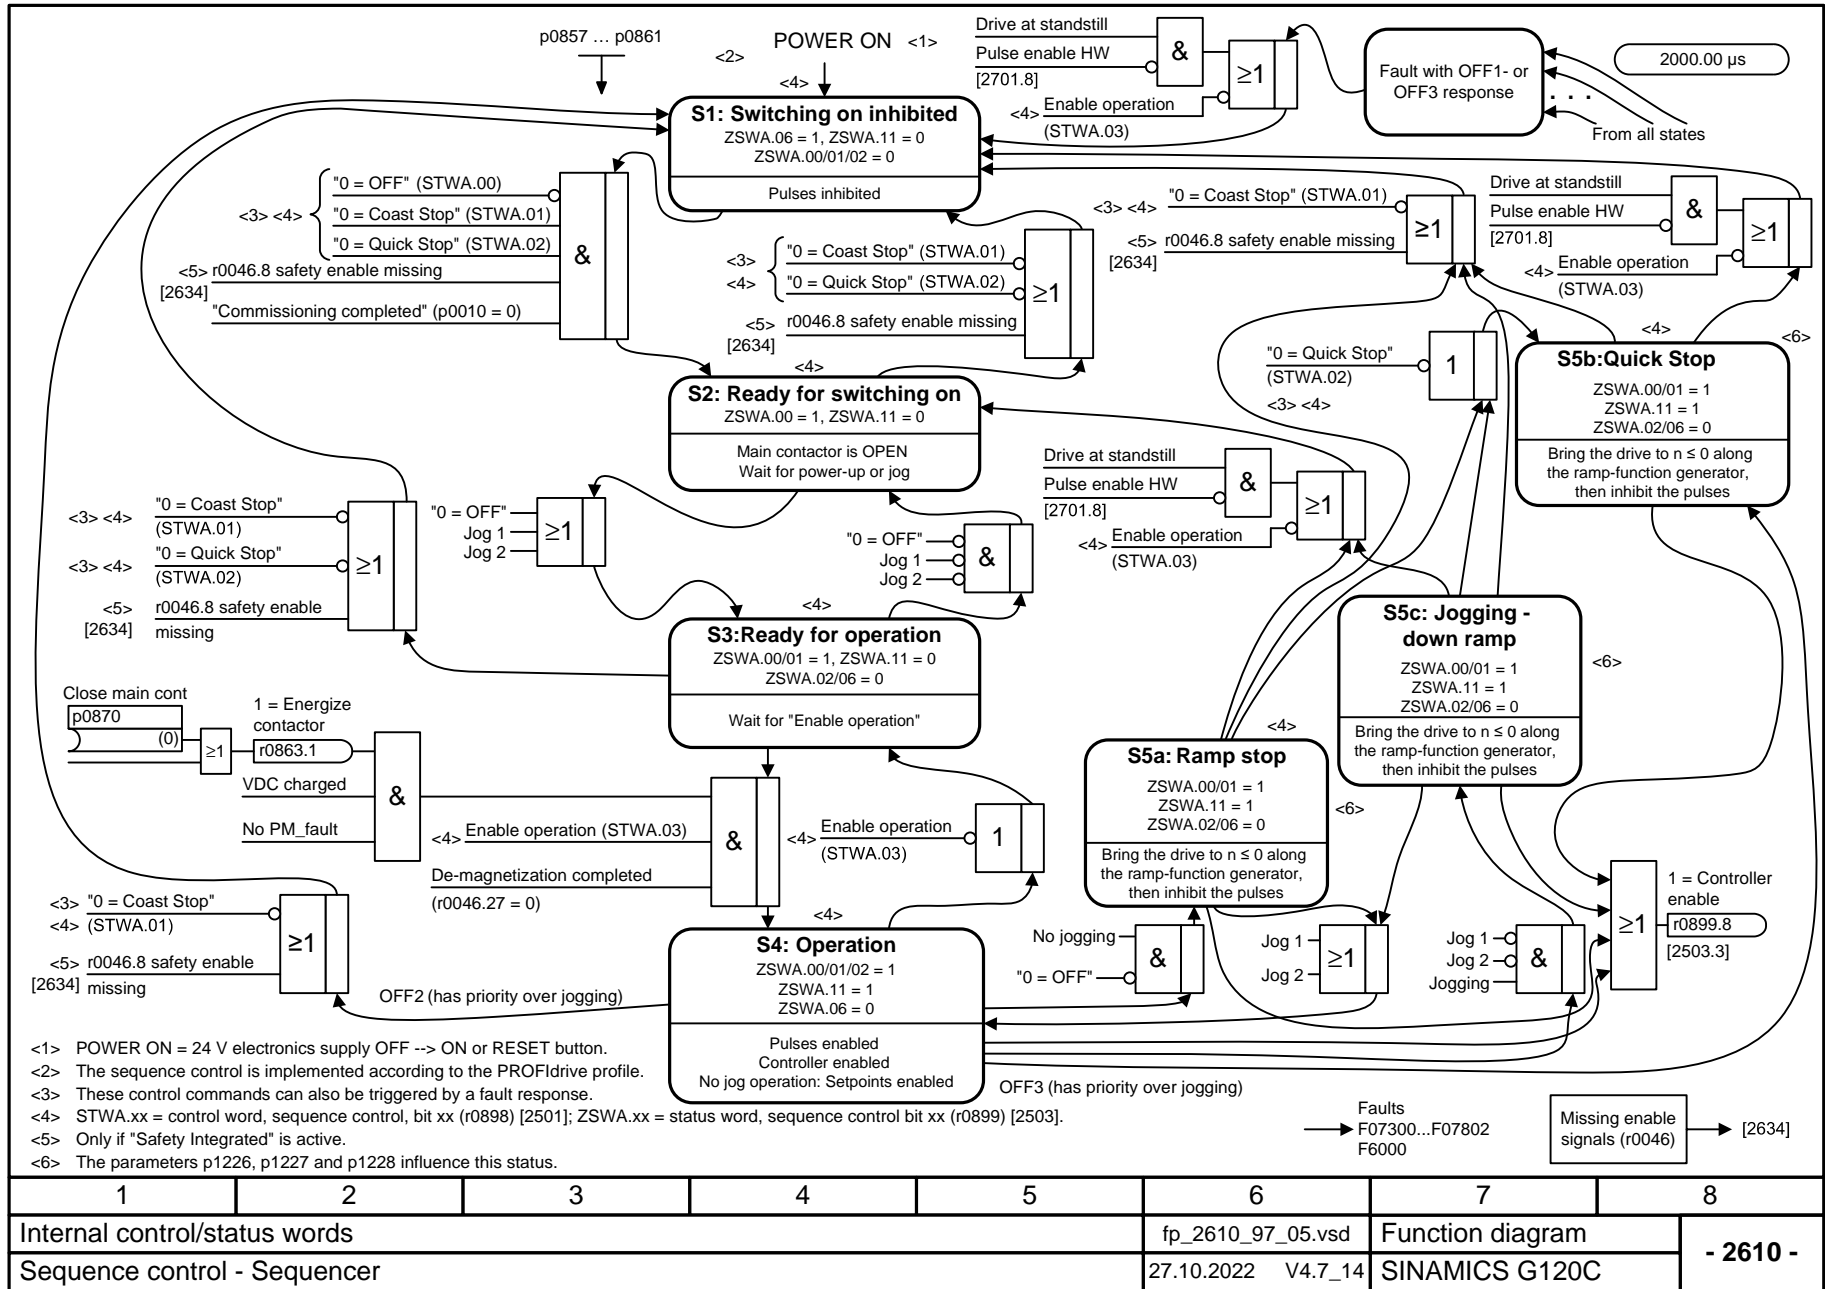 p0857 ... p0861
<2>
POWER ON <1>
<4>
S1: Switching on inhibited
ZSWA.06 = 1, ZSWA.11 = 0
ZSWA.00/01/02 = 0
Pulses inhibited
Drive at standstill
Pulse enable HW
[2701.8]
&
≥1
<4> Enable operation
(STWA.03)
Fault with OFF1- or
OFF3 response
. . .
From all states
2000.00 µs
<3> <4>
"0 = OFF" (STWA.00)
"0 = Coast Stop" (STWA.01)
"0 = Quick Stop" (STWA.02)
<5> r0046.8 safety enable missing
[2634]
"Commissioning completed" (p0010 = 0)
&
<3>
<4>
"0 = Coast Stop" (STWA.01)
"0 = Quick Stop" (STWA.02)
<5> r0046.8 safety enable missing
[2634]
≥1
<3> <4> "0 = Coast Stop" (STWA.01)
<5> r0046.8 safety enable missing
[2634]
≥1
Drive at standstill
Pulse enable HW
[2701.8]
&
≥1
<4> Enable operation
(STWA.03)
<4>
S2: Ready for switching on
ZSWA.00 = 1, ZSWA.11 = 0
Main contactor is OPEN
Wait for power-up or jog
"0 = Quick Stop"
(STWA.02)
<3> <4>
1
<4>
<6>
S5b:Quick Stop
ZSWA.00/01 = 1
ZSWA.11 = 1
ZSWA.02/06 = 0
Bring the drive to n ≤ 0 along
the ramp-function generator,
then inhibit the pulses
<3> <4> "0 = Coast Stop"
(STWA.01)
<3> <4> "0 = Quick Stop"
(STWA.02)
<5> r0046.8 safety enable
[2634] missing
≥1
"0 = OFF"
Jog 1
Jog 2
≥1
"0 = OFF"
Jog 1
Jog 2
&
Drive at standstill
Pulse enable HW
[2701.8]
&
≥1
<4> Enable operation
(STWA.03)
<4>
S3:Ready for operation
ZSWA.00/01 = 1, ZSWA.11 = 0
ZSWA.02/06 = 0
Wait for "Enable operation"
S5c: Jogging -
down ramp
ZSWA.00/01 = 1
ZSWA.11 = 1
ZSWA.02/06 = 0
Bring the drive to n ≤ 0 along
the ramp-function generator,
then inhibit the pulses
<6>
Close main cont
p0870
(0)
≥1
1 = Energize
contactor
r0863.1
VDC charged
No PM_fault
&
<4> Enable operation (STWA.03)
De-magnetization completed
(r0046.27 = 0)
&
<4> Enable operation
(STWA.03)
1
<4>
S5a: Ramp stop
ZSWA.00/01 = 1
ZSWA.11 = 1
ZSWA.02/06 = 0
Bring the drive to n ≤ 0 along
the ramp-function generator,
then inhibit the pulses
<6>
<3> "0 = Coast Stop"
<4> (STWA.01)
<5> r0046.8 safety enable
[2634] missing
≥1
OFF2 (has priority over jogging)
<4>
S4: Operation
ZSWA.00/01/02 = 1
ZSWA.11 = 1
ZSWA.06 = 0
Pulses enabled
Controller enabled
No jog operation: Setpoints enabled
No jogging
"0 = OFF"
&
Jog 1
Jog 2
≥1
Jog 1
Jog 2
Jogging
&
≥1
1 = Controller
enable
r0899.8
[2503.3]
OFF3 (has priority over jogging)
<1> POWER ON = 24 V electronics supply OFF --> ON or RESET button.
<2> The sequence control is implemented according to the PROFIdrive profile.
<3> These control commands can also be triggered by a fault response.
<4> STWA.xx = control word, sequence control, bit xx (r0898) [2501]; ZSWA.xx = status word, sequence control bit xx (r0899) [2503].
<5> Only if "Safety Integrated" is active.
<6> The parameters p1226, p1227 and p1228 influence this status.
Faults
F07300...F07802
F6000
Missing enable
signals (r0046)
[2634]
1 2 3 4 5 6 7 8
Internal control/status words
fp_2610_97_05.vsd
Function diagram
- 2610 -
Sequence control - Sequencer
27.10.2022 V4.7_14
SINAMICS G120C